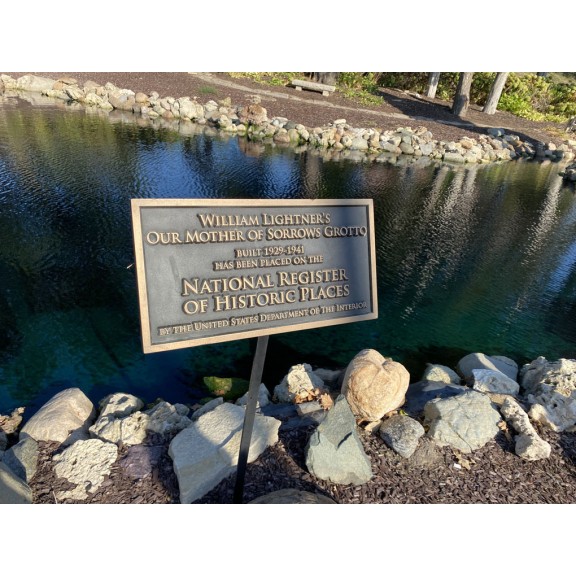 William Lightner's
Our Mother of Sorrows Grotto
built 1929-1941
has been placed on the
National Register
of Historic Places
by the United States Department of The Interior